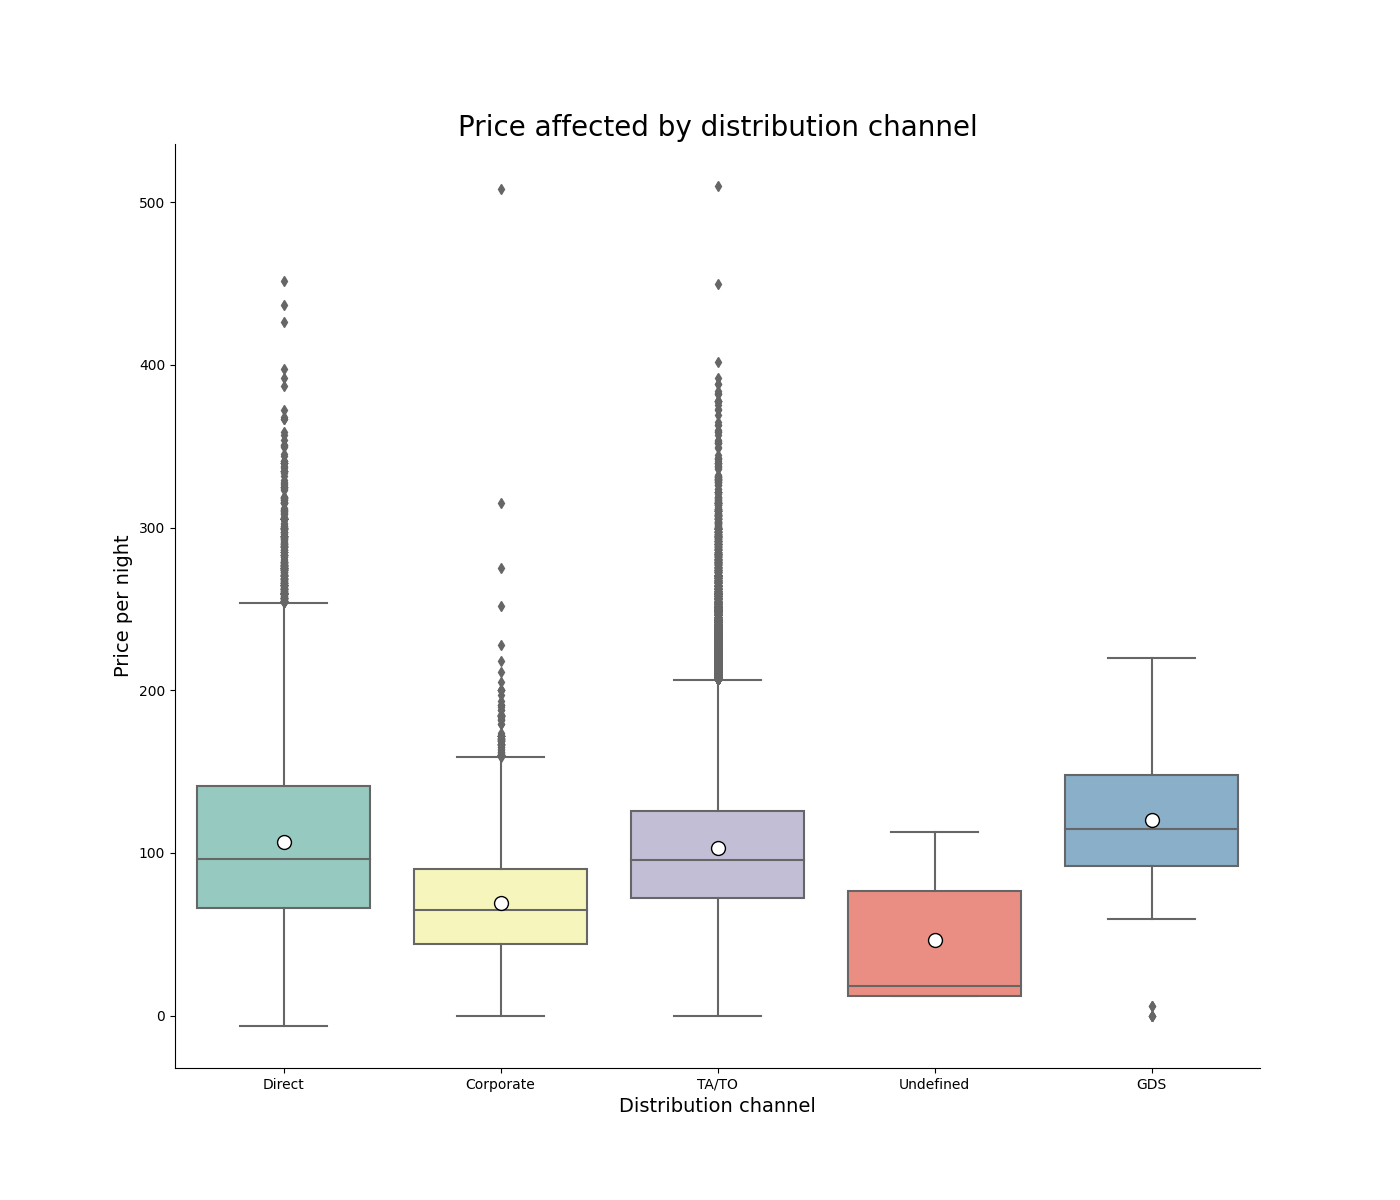 Price affected by distribution channel
500
400
300
200
100
0
Price per night
Direct Corporate TA/TO Undefined GDS
Distribution channel